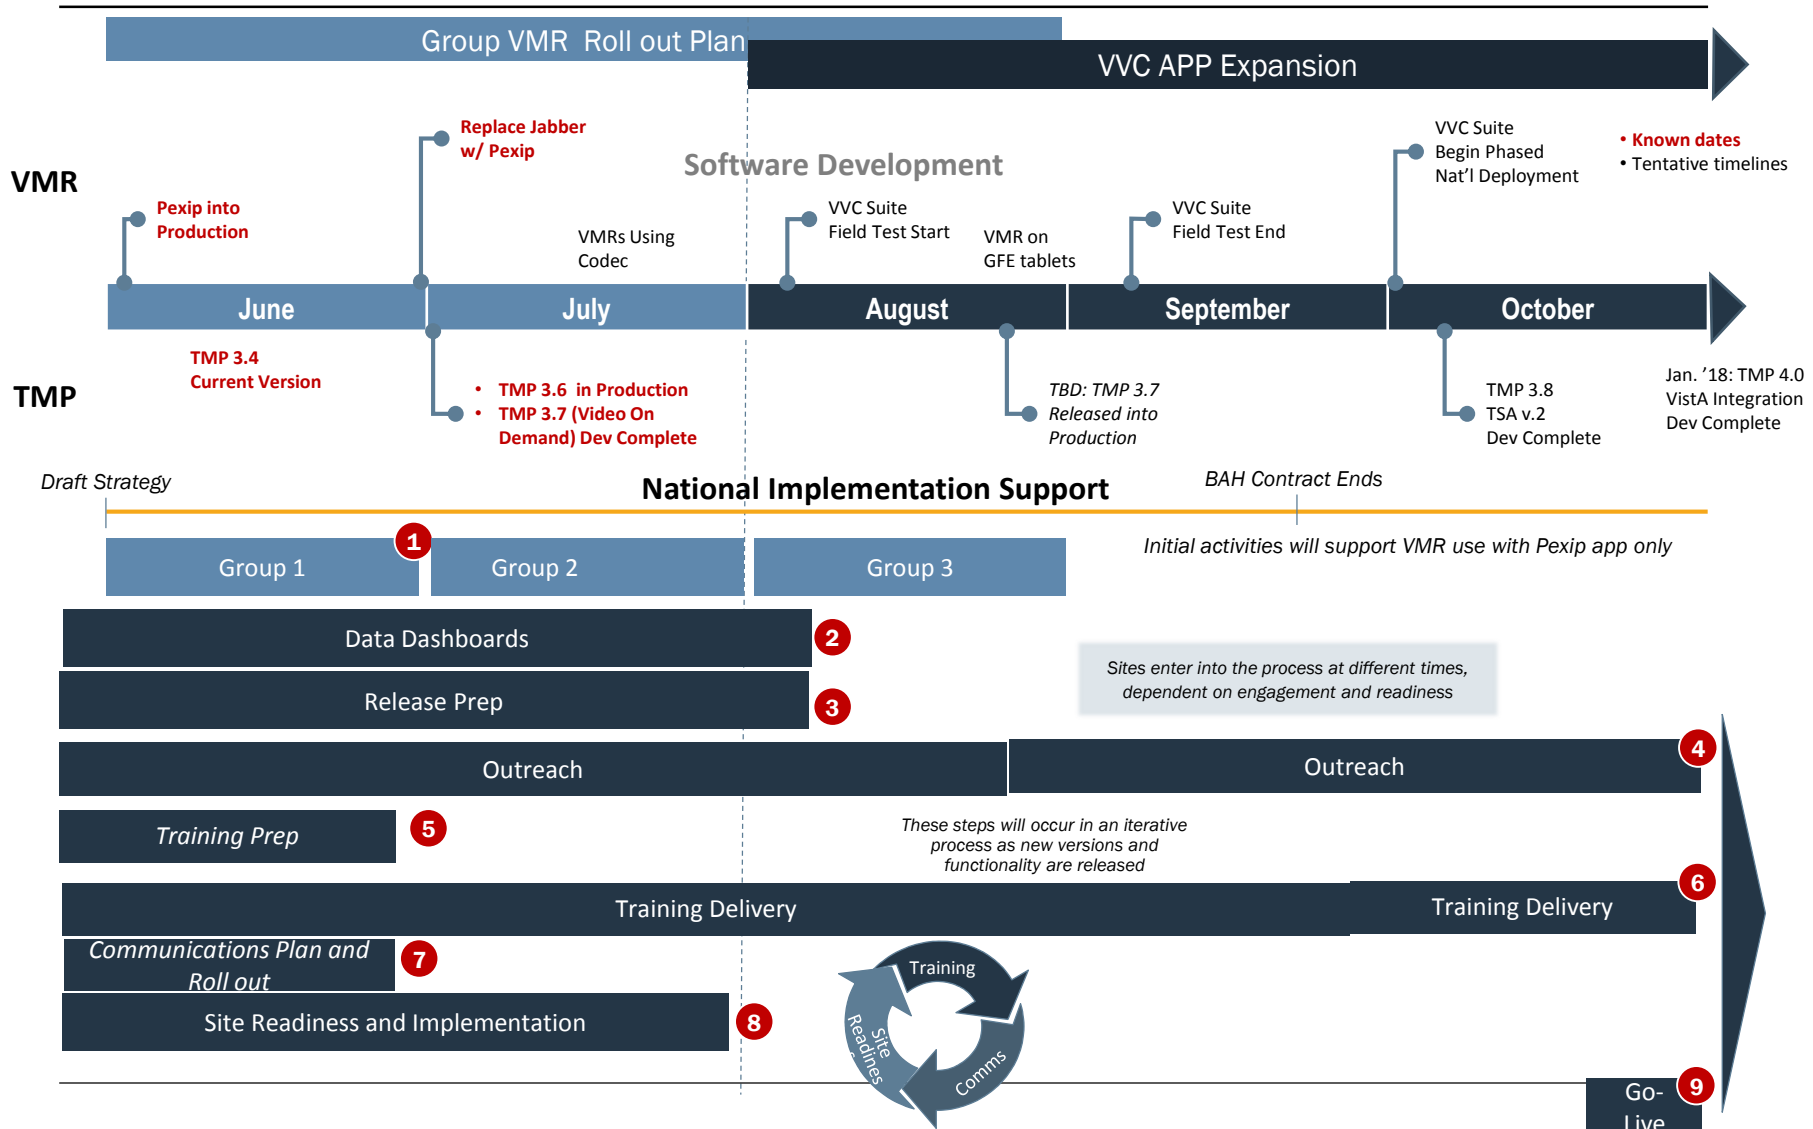 Group VMR Roll out Plan
VVC APP Expansion
VMR
Replace Jabber
w/ Pexip
Software Development
VVC Suite
Begin Phased
Nat'l Deployment
• Known dates
• Tentative timelines
Pexip into
Production
VMRs Using
Codec
VVC Suite
Field Test Start
VMR on
GFE tablets
VVC Suite
Field Test End
June
July
August
September
October
TMP
TMP 3.4
Current Version
• TMP 3.6 in Production
• TMP 3.7 (Video On
Demand) Dev Complete
TBD: TMP 3.7
Released into
Production
TMP 3.8
TSA v.2
Dev Complete
Jan. '18: TMP 4.0
VistA Integration
Dev Complete
Draft Strategy
National Implementation Support
BAH Contract Ends
Initial activities will support VMR use with Pexip app only
Group 1
1
Group 2
Group 3
Data Dashboards
2
Sites enter into the process at different times,
dependent on engagement and readiness
Release Prep
3
Outreach
Outreach
4
Training Prep
5
These steps will occur in an iterative
process as new versions and
functionality are released
Training Delivery
Training Delivery
6
Communications Plan and
Roll out
7
Site Readiness and Implementation
8
Training
Comms
Site
Readines
Go-
Live
9